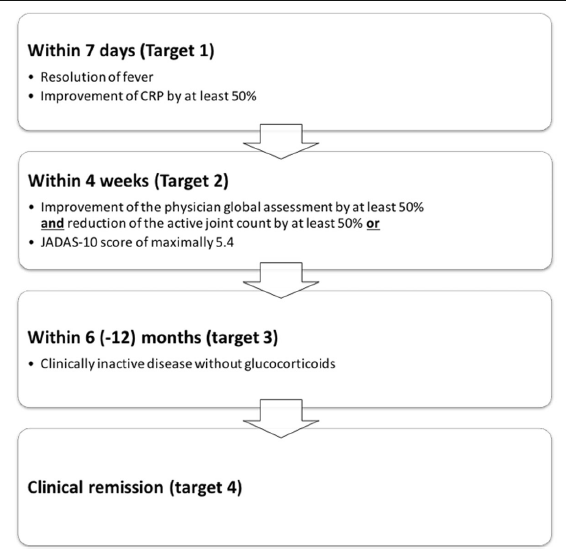 Within 7 days (Target 1)
• Resolution of fever
• Improvement of CRP by at least 50%
Within 4 weeks (Target 2)
• Improvement of the physician global assessment by at least 50%
and reduction of the active joint count by at least 50% or
• JADAS-10 score of maximally 5.4
Within 6 (-12) months (target 3)
• Clinically inactive disease without glucocorticoids
Clinical remission (target 4)